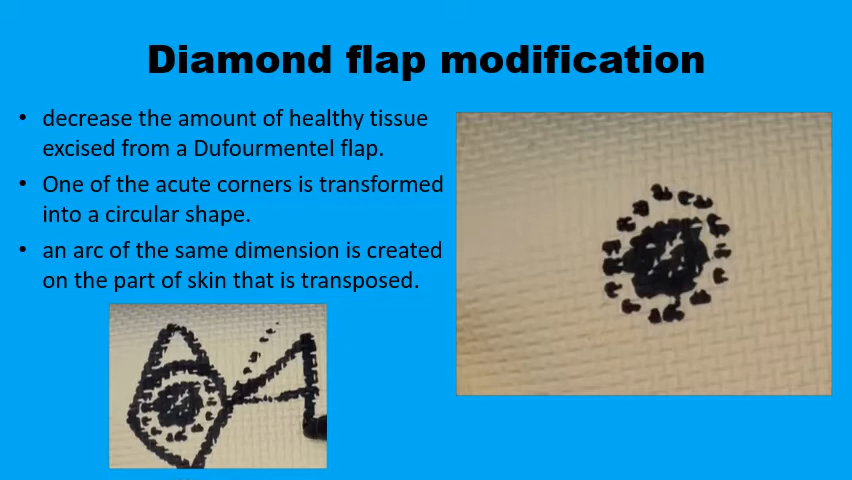 Diamond flap modification
• decrease the amount of healthy tissue
excised from a Dufourmentel flap.
• One of the acute corners is transformed
into a circular shape.
• an arc of the same dimension is created
on the part of skin that is transposed.